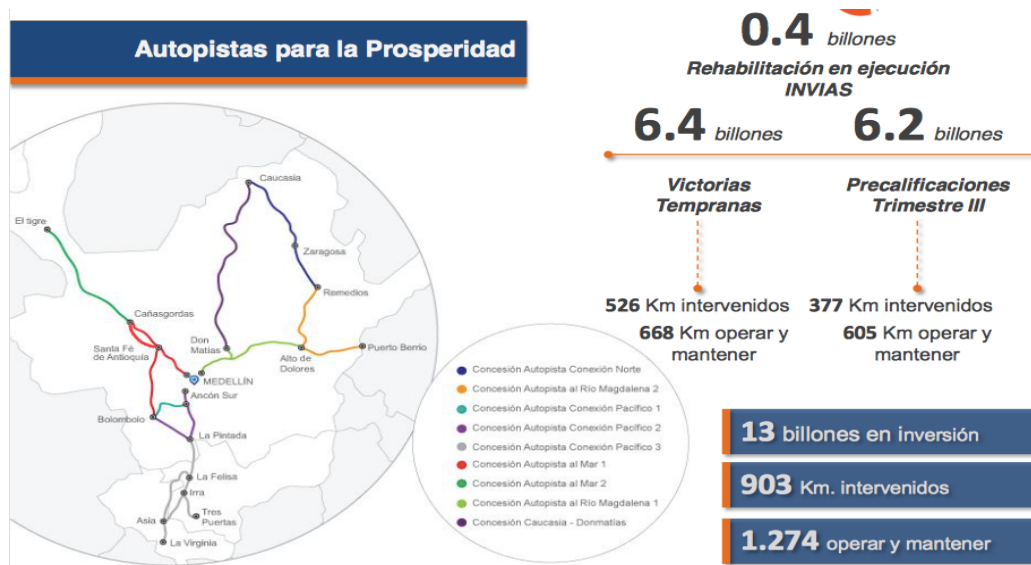 Autopistas para la Prosperidad
0.4 billones
Rehabilitación en ejecución
INVIAS
6.4 billones
6.2 billones
Victorias
Tempranas
Precalificaciones
Trimestre III
526 Km intervenidos
668 Km operar y
mantener
377 Km intervenidos
605 Km operar y
mantener
13 billones en inversión
903 Km. intervenidos
1.274 operar y mantener
Caucasia
El tigre
Zaragosa
Remedios
Cañasgordas
Santa Fé
de Antioquia
Don
Matías
Alto de
Dolores
Puerto Berrio
MEDELLÍN
Ancón Sur
Bolombolo
La Pintada
La Felisa
Irra
Asia
Tres
Puertas
La Virginia
Concesión Autopista Conexión Norte
Concesión Autopista al Río Magdalena 2
Concesión Autopista Conexión Pacífico 1
Concesión Autopista Conexión Pacífico 2
Concesión Autopista Conexión Pacífico 3
Concesión Autopista al Mar 1
Concesión Autopista al Mar 2
Concesión Autopista al Río Magdalena 1
Concesión Caucasia - Donmatías